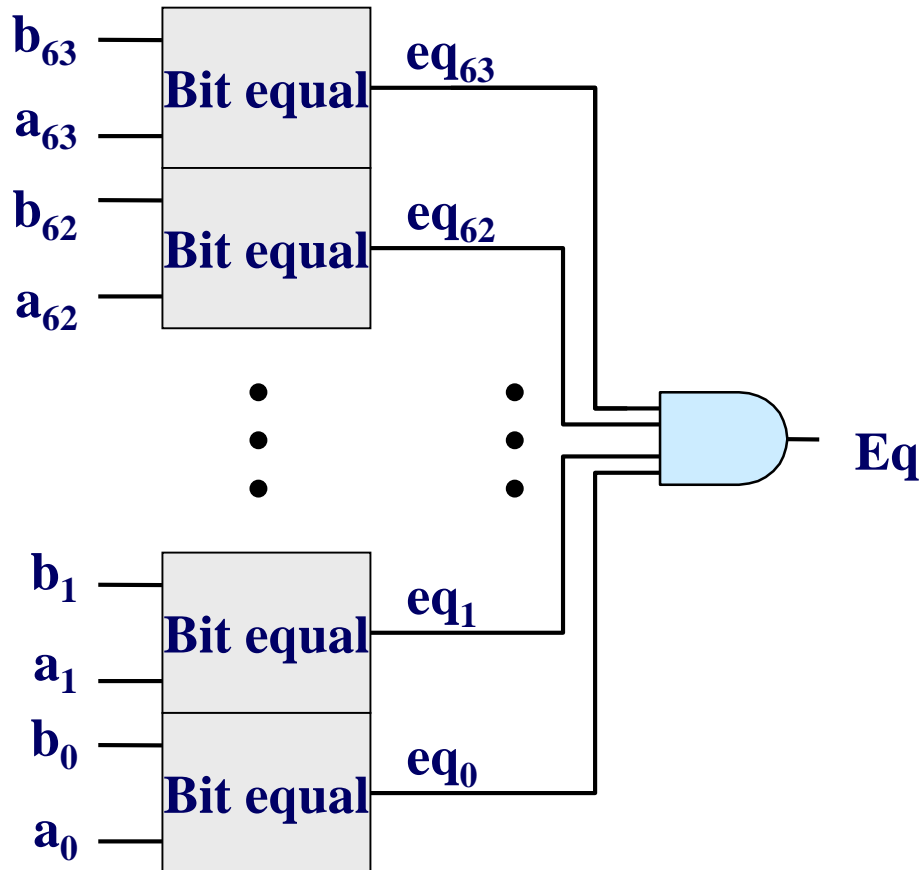 b₆₃
Bit equal
eq₆₃
a₆₃
b₆₂
Bit equal
eq₆₂
a₆₂
Eq
b₁
Bit equal
eq₁
a₁
b₀
Bit equal
eq₀
a₀